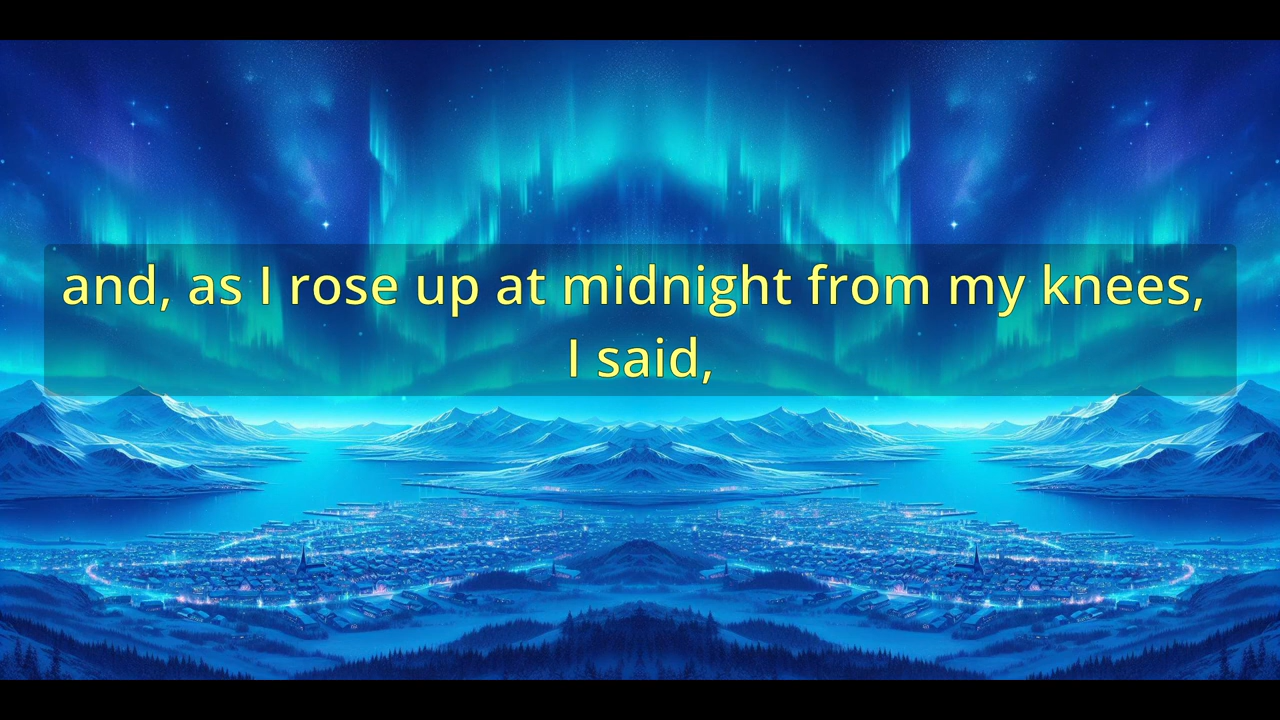 and, as I rose up at midnight from my knees,
I said,